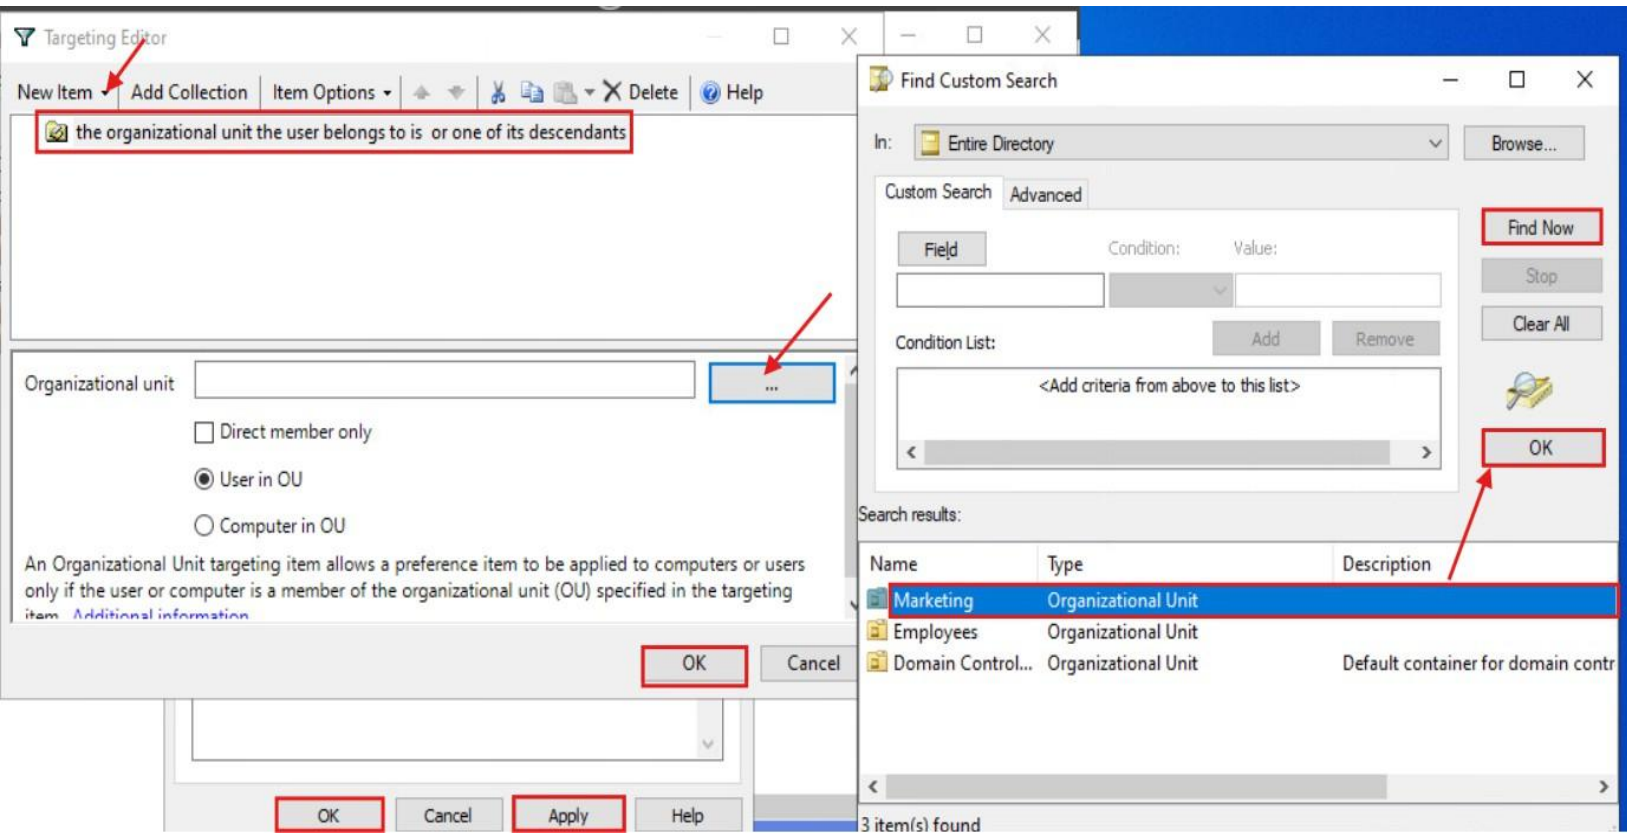 Targeting Editor
New Item Add Collection Item Options Delete Help
the organizational unit the user belongs to is or one of its descendants
Organizational unit ...
Direct member only
User in OU
Computer in OU
An Organizational Unit targeting item allows a preference item to be applied to computers or users
only if the user or computer is a member of the organizational unit (OU) specified in the targeting
item. Additional information
OK Cancel
OK Cancel Apply Help
Find Custom Search
In: Entire Directory Browse...
Custom Search Advanced
Find Now
Field Condition: Value:
Stop
Clear All
Condition List: Add Remove
<Add criteria from above to this list>
OK
Search results:
Name Type Description
Marketing Organizational Unit
Employees Organizational Unit
Domain Control... Organizational Unit Default container for domain contr
3 item(s) found